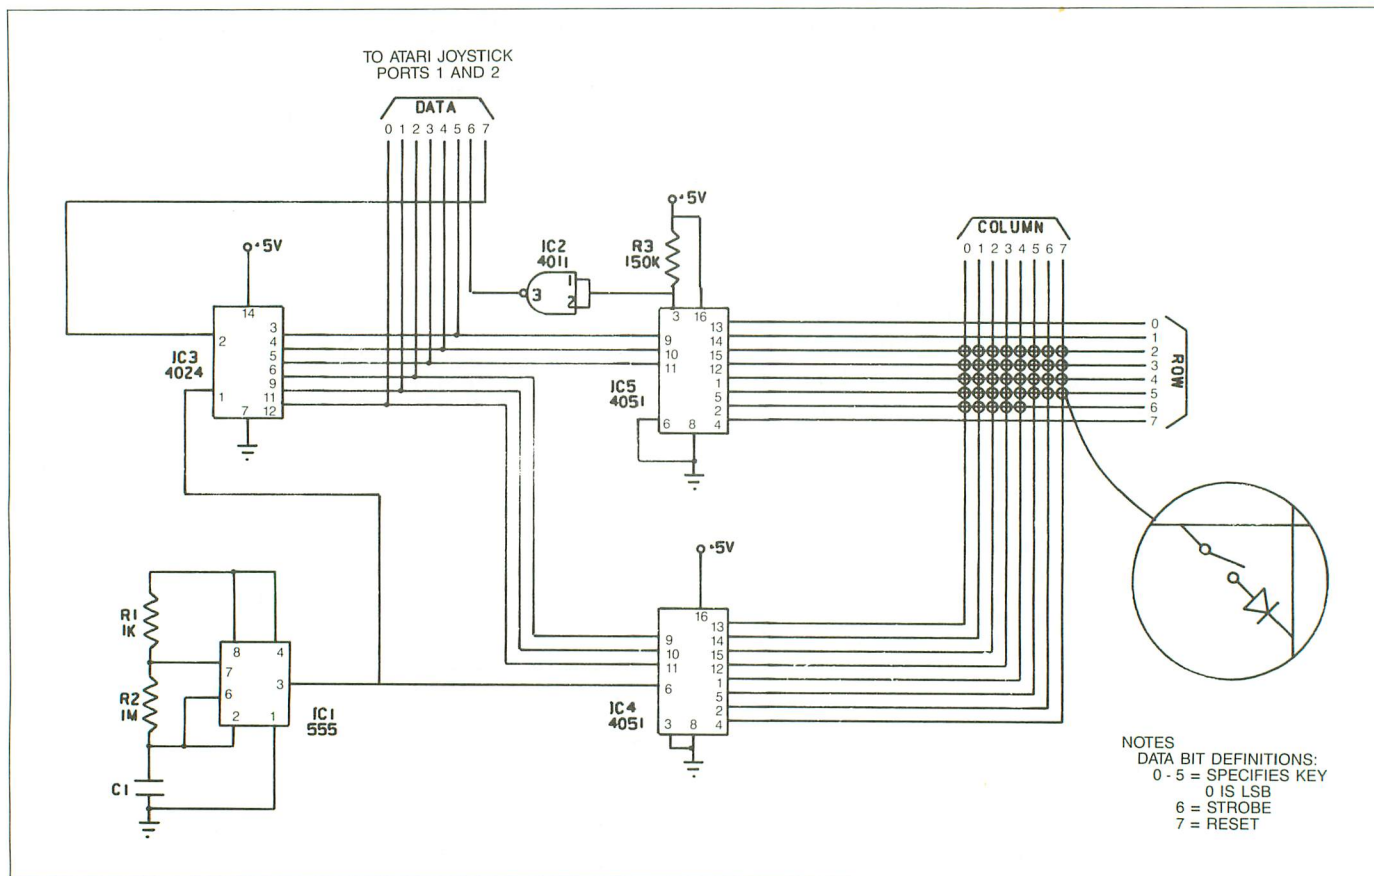 TO ATARI JOYSTICK
PORTS 1 AND 2
DATA
0 1 2 3 4 5 6 7
+5V
+5V
COLUMN
0 1 2 3 4 5 6 7
IC2
4011
1
2
3
R3
150K
14
2
1
3
4
5
6
9
11
12
7
IC3
4024
3 16
9
10
11
6
8
13
14
15
12
1
5
2
4
IC5
4051
0
1
2
3
4
5
6
7
ROW
+5V
R1
1K
R2
1M
C1
8 4
7
6
2 1
3
IC1
555
16
9
10
11
6
3 8
13
14
15
12
1
5
2
4
IC4
4051
NOTES
DATA BIT DEFINITIONS:
0 - 5 = SPECIFIES KEY
0 IS LSB
6 = STROBE
7 = RESET